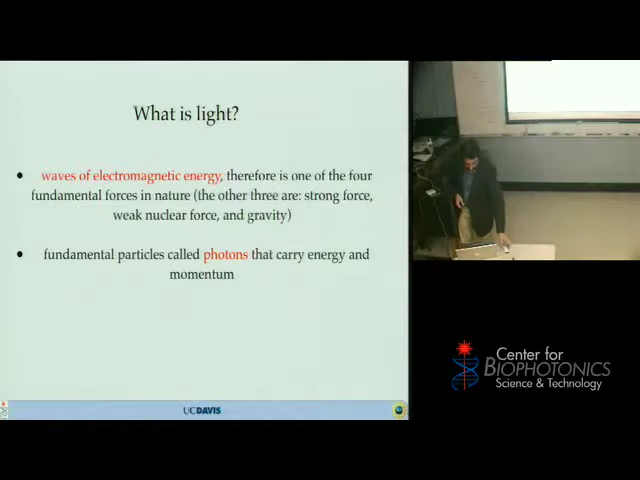 What is light?
waves of electromagnetic energy, therefore is one of the four
fundamental forces in nature (the other three are: strong force,
weak nuclear force, and gravity)
fundamental particles called photons that carry energy and
momentum
UCDAVIS
Center for
BIOPHOTONICS
Science & Technology